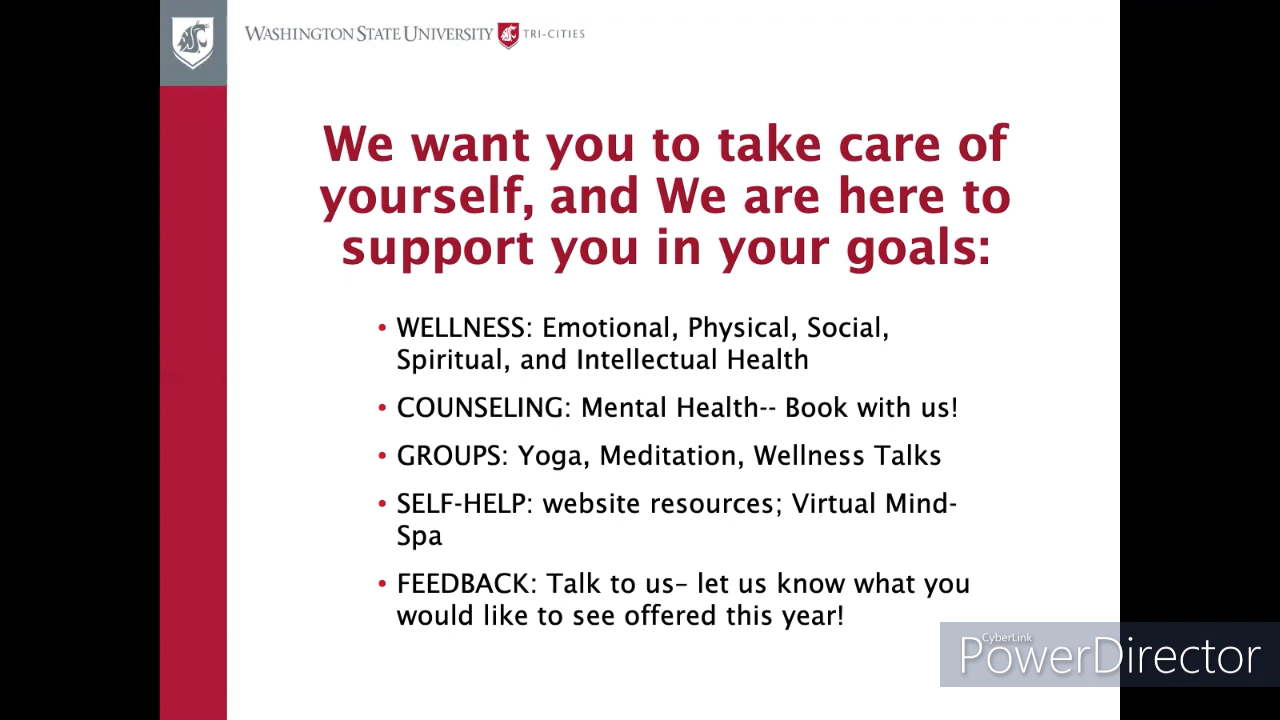 WASHINGTON STATE UNIVERSITY TRI-CITIES
We want you to take care of
yourself, and We are here to
support you in your goals:
• WELLNESS: Emotional, Physical, Social,
Spiritual, and Intellectual Health
• COUNSELING: Mental Health-- Book with us!
• GROUPS: Yoga, Meditation, Wellness Talks
• SELF-HELP: website resources; Virtual Mind-
Spa
• FEEDBACK: Talk to us– let us know what you
would like to see offered this year!
CyberLink
PowerDirector